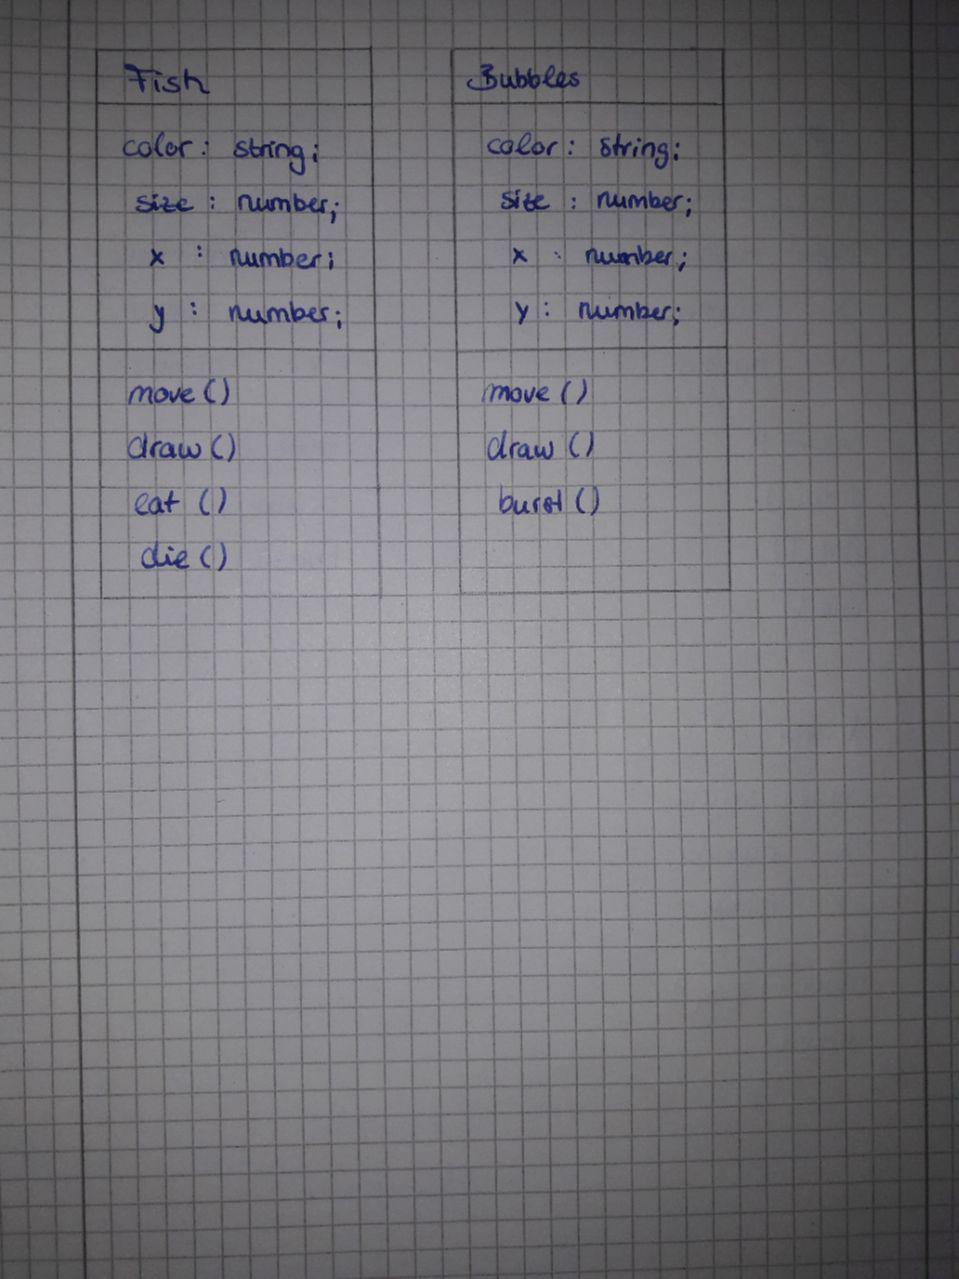 Fish
color: string;
size: number;
x : number;
y : number;
move ()
draw ()
eat ()
die ()
Bubbles
color: string;
size : number;
x : number;
y : number;
move ()
draw ()
burst ()